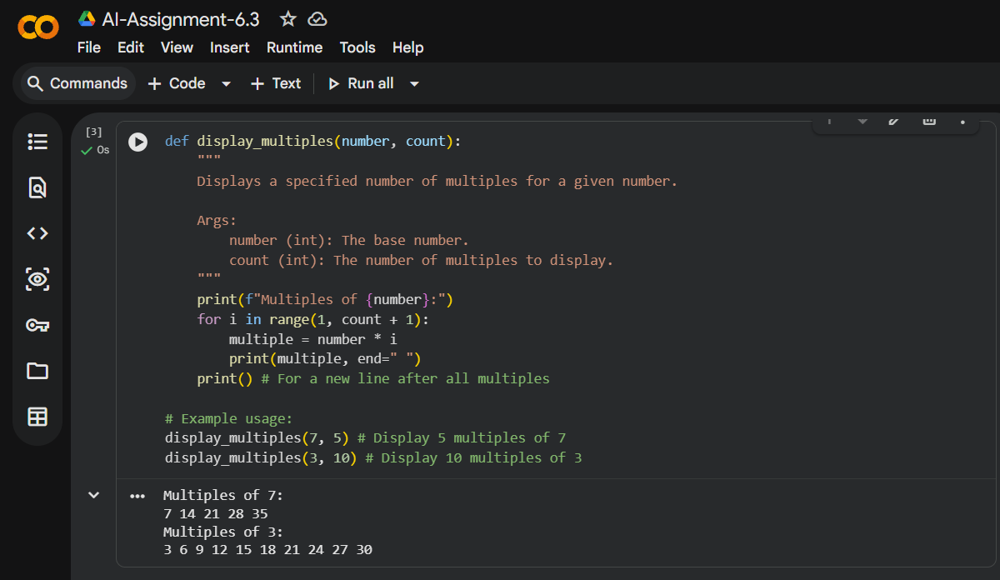 AI-Assignment-6.3
File Edit View Insert Runtime Tools Help
Commands + Code + Text Run all
[3]
0s
def display_multiples(number, count):
    """
    Displays a specified number of multiples for a given number.

    Args:
        number (int): The base number.
        count (int): The number of multiples to display.
    """
    print(f"Multiples of {number}:")
    for i in range(1, count + 1):
        multiple = number * i
        print(multiple, end=" ")
    print() # For a new line after all multiples

# Example usage:
display_multiples(7, 5) # Display 5 multiples of 7
display_multiples(3, 10) # Display 10 multiples of 3
Multiples of 7:
7 14 21 28 35
Multiples of 3:
3 6 9 12 15 18 21 24 27 30